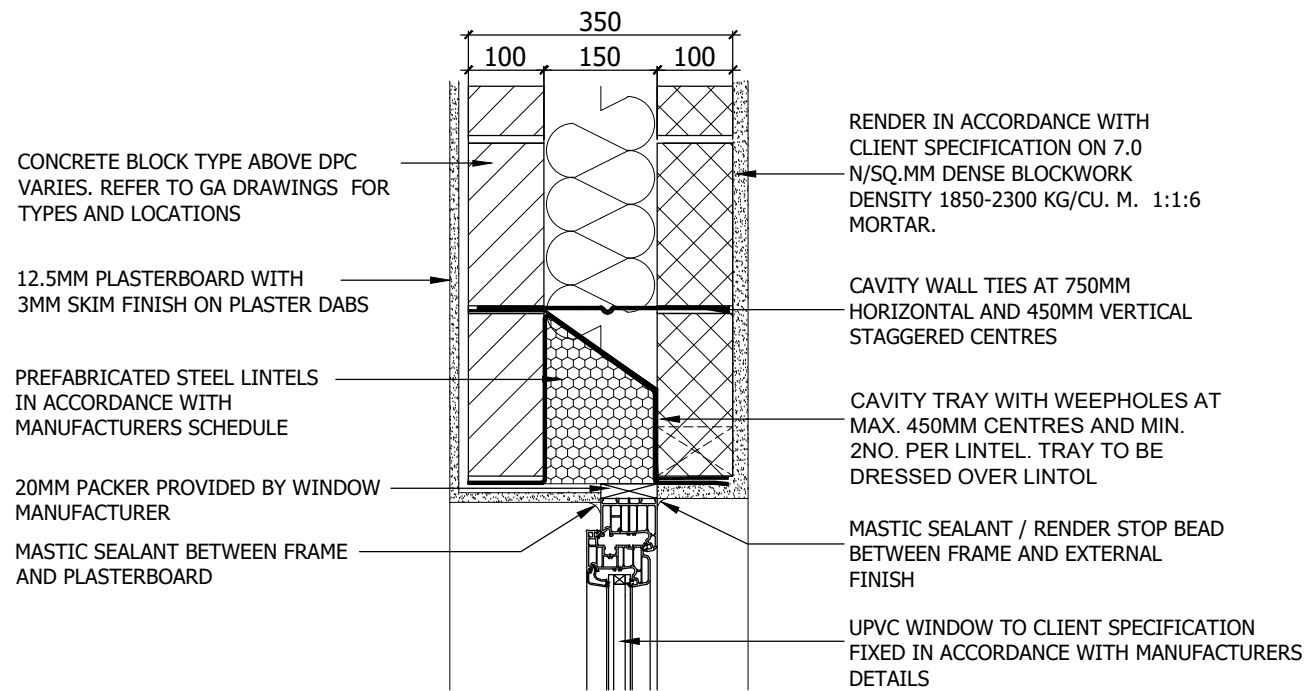 350
100 150 100
CONCRETE BLOCK TYPE ABOVE DPC
VARIES. REFER TO GA DRAWINGS FOR
TYPES AND LOCATIONS
12.5MM PLASTERBOARD WITH
3MM SKIM FINISH ON PLASTER DABS
PREFABRICATED STEEL LINTELS
IN ACCORDANCE WITH
MANUFACTURERS SCHEDULE
20MM PACKER PROVIDED BY WINDOW
MANUFACTURER
MASTIC SEALANT BETWEEN FRAME
AND PLASTERBOARD
RENDER IN ACCORDANCE WITH
CLIENT SPECIFICATION ON 7.0
N/SQ.MM DENSE BLOCKWORK
DENSITY 1850-2300 KG/CU. M. 1:1:6
MORTAR.
CAVITY WALL TIES AT 750MM
HORIZONTAL AND 450MM VERTICAL
STAGGERED CENTRES
CAVITY TRAY WITH WEEPHOLES AT
MAX. 450MM CENTRES AND MIN.
2NO. PER LINTEL. TRAY TO BE
DRESSED OVER LINTOL
MASTIC SEALANT / RENDER STOP BEAD
BETWEEN FRAME AND EXTERNAL
FINISH
UPVC WINDOW TO CLIENT SPECIFICATION
FIXED IN ACCORDANCE WITH MANUFACTURERS
DETAILS